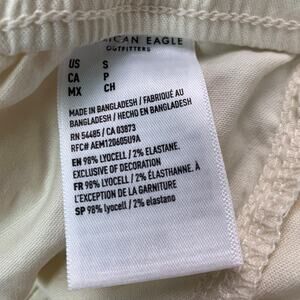 ICAN EAGLE
OUTFITTERS
US S
CA P
MX CH
MADE IN BANGLADESH / FABRIQUÉ AU
BANGLADESH / HECHO EN BANGLADESH
RN 54485 / CA 03873
RFC# AEM120605U9A
EN 98% LYOCELL / 2% ELASTANE.
EXCLUSIVE OF DECORATION
FR 98% LYOCELL / 2% ÉLASTHANNE. À
L'EXCEPTION DE LA GARNITURE
SP 98% lyocell / 2% elastano